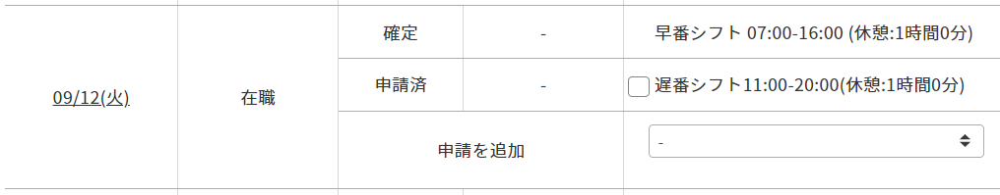 確定 - 早番シフト 07:00-16:00 (休憩:1時間0分)
09/12(火) 在職 申請済 - 遅番シフト11:00-20:00(休憩:1時間0分)
申請を追加 -